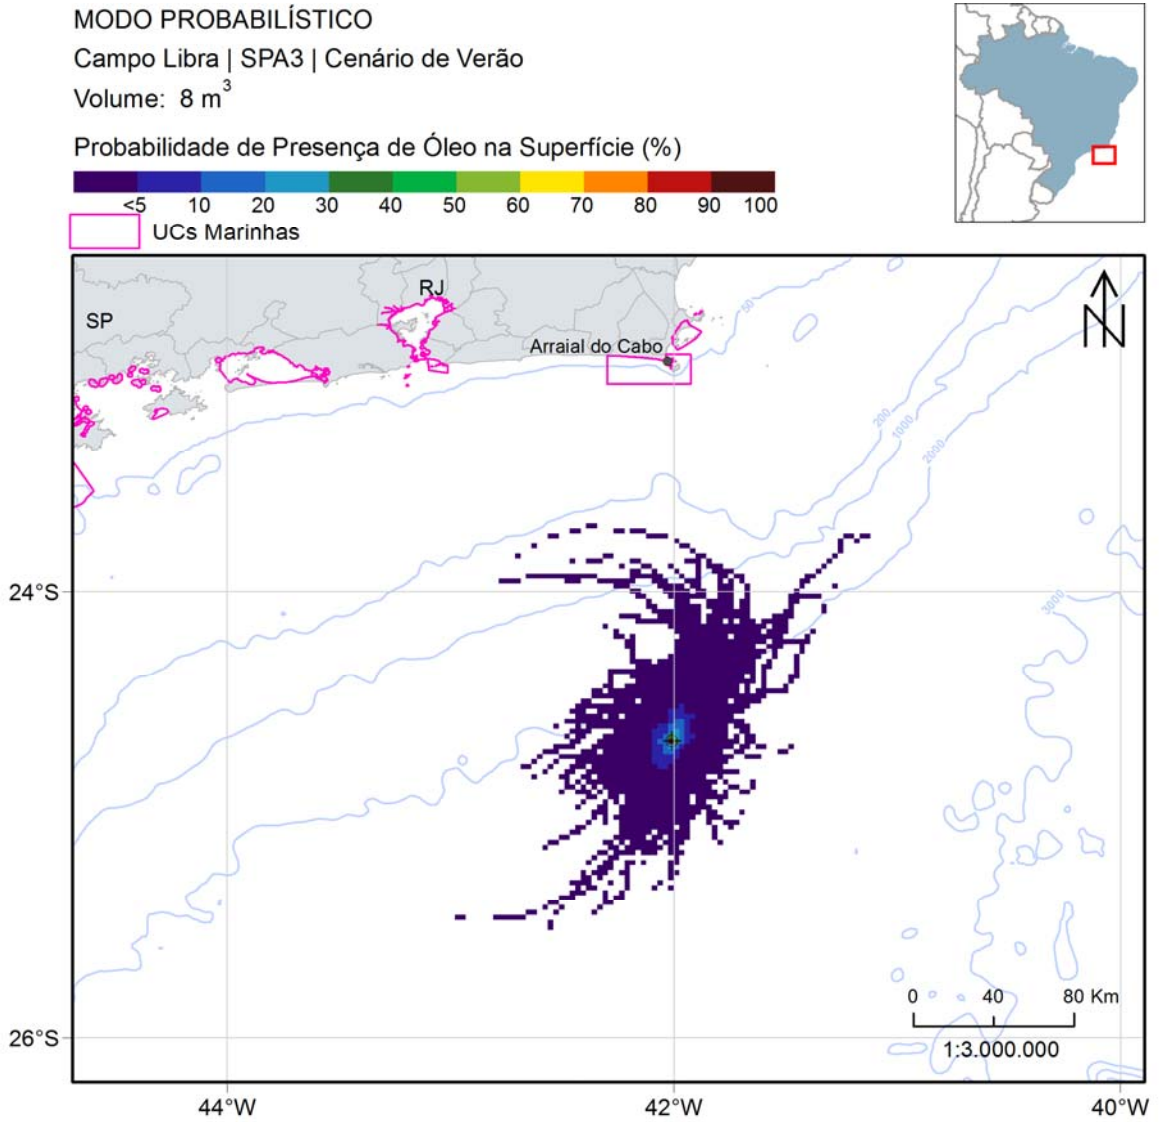 MODO PROBABILÍSTICO
Campo Libra | SPA3 | Cenário de Verão
Volume: 8 m³
Probabilidade de Presença de Óleo na Superfície (%)
<5 10 20 30 40 50 60 70 80 90 100
UCs Marinhas
RJ
SP
50
Arraial do Cabo
N
200
1000
2000
24°S
3000
0 40 80 Km
26°S
1:3.000.000
44°W 42°W 40°W